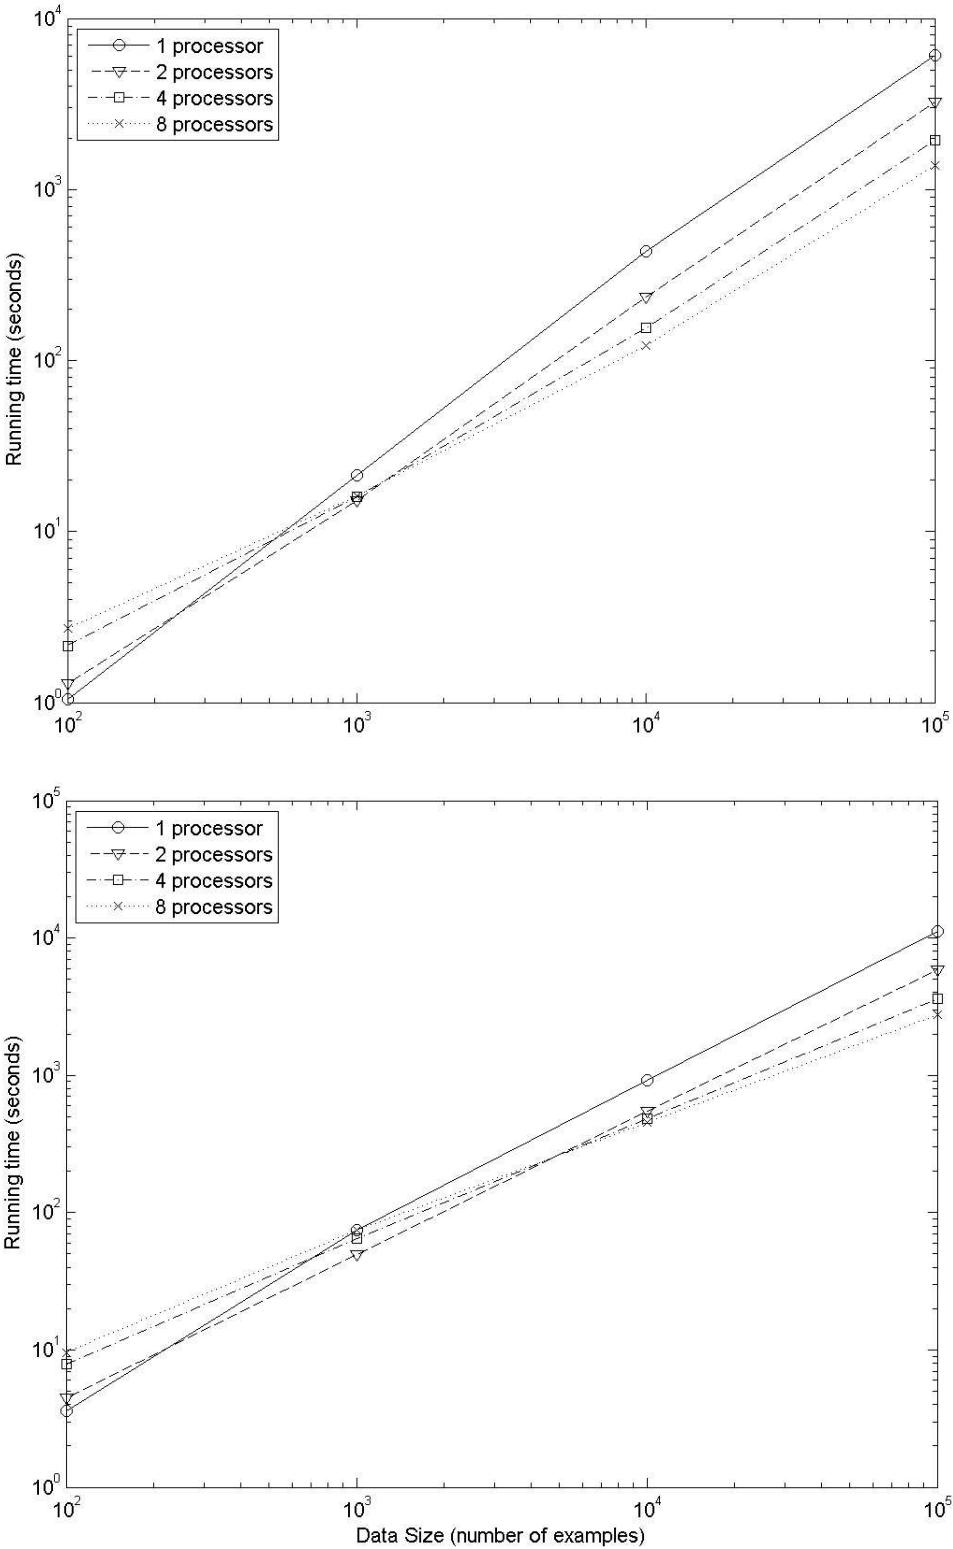 10^4
1 processor
2 processors
4 processors
8 processors
10^3
Running time (seconds)
10^2
10^1
10^0
10^2 10^3 10^4 10^5
10^5
1 processor
2 processors
4 processors
8 processors
10^4
10^3
Running time (seconds)
10^2
10^1
10^0
10^2 10^3 10^4 10^5
Data Size (number of examples)